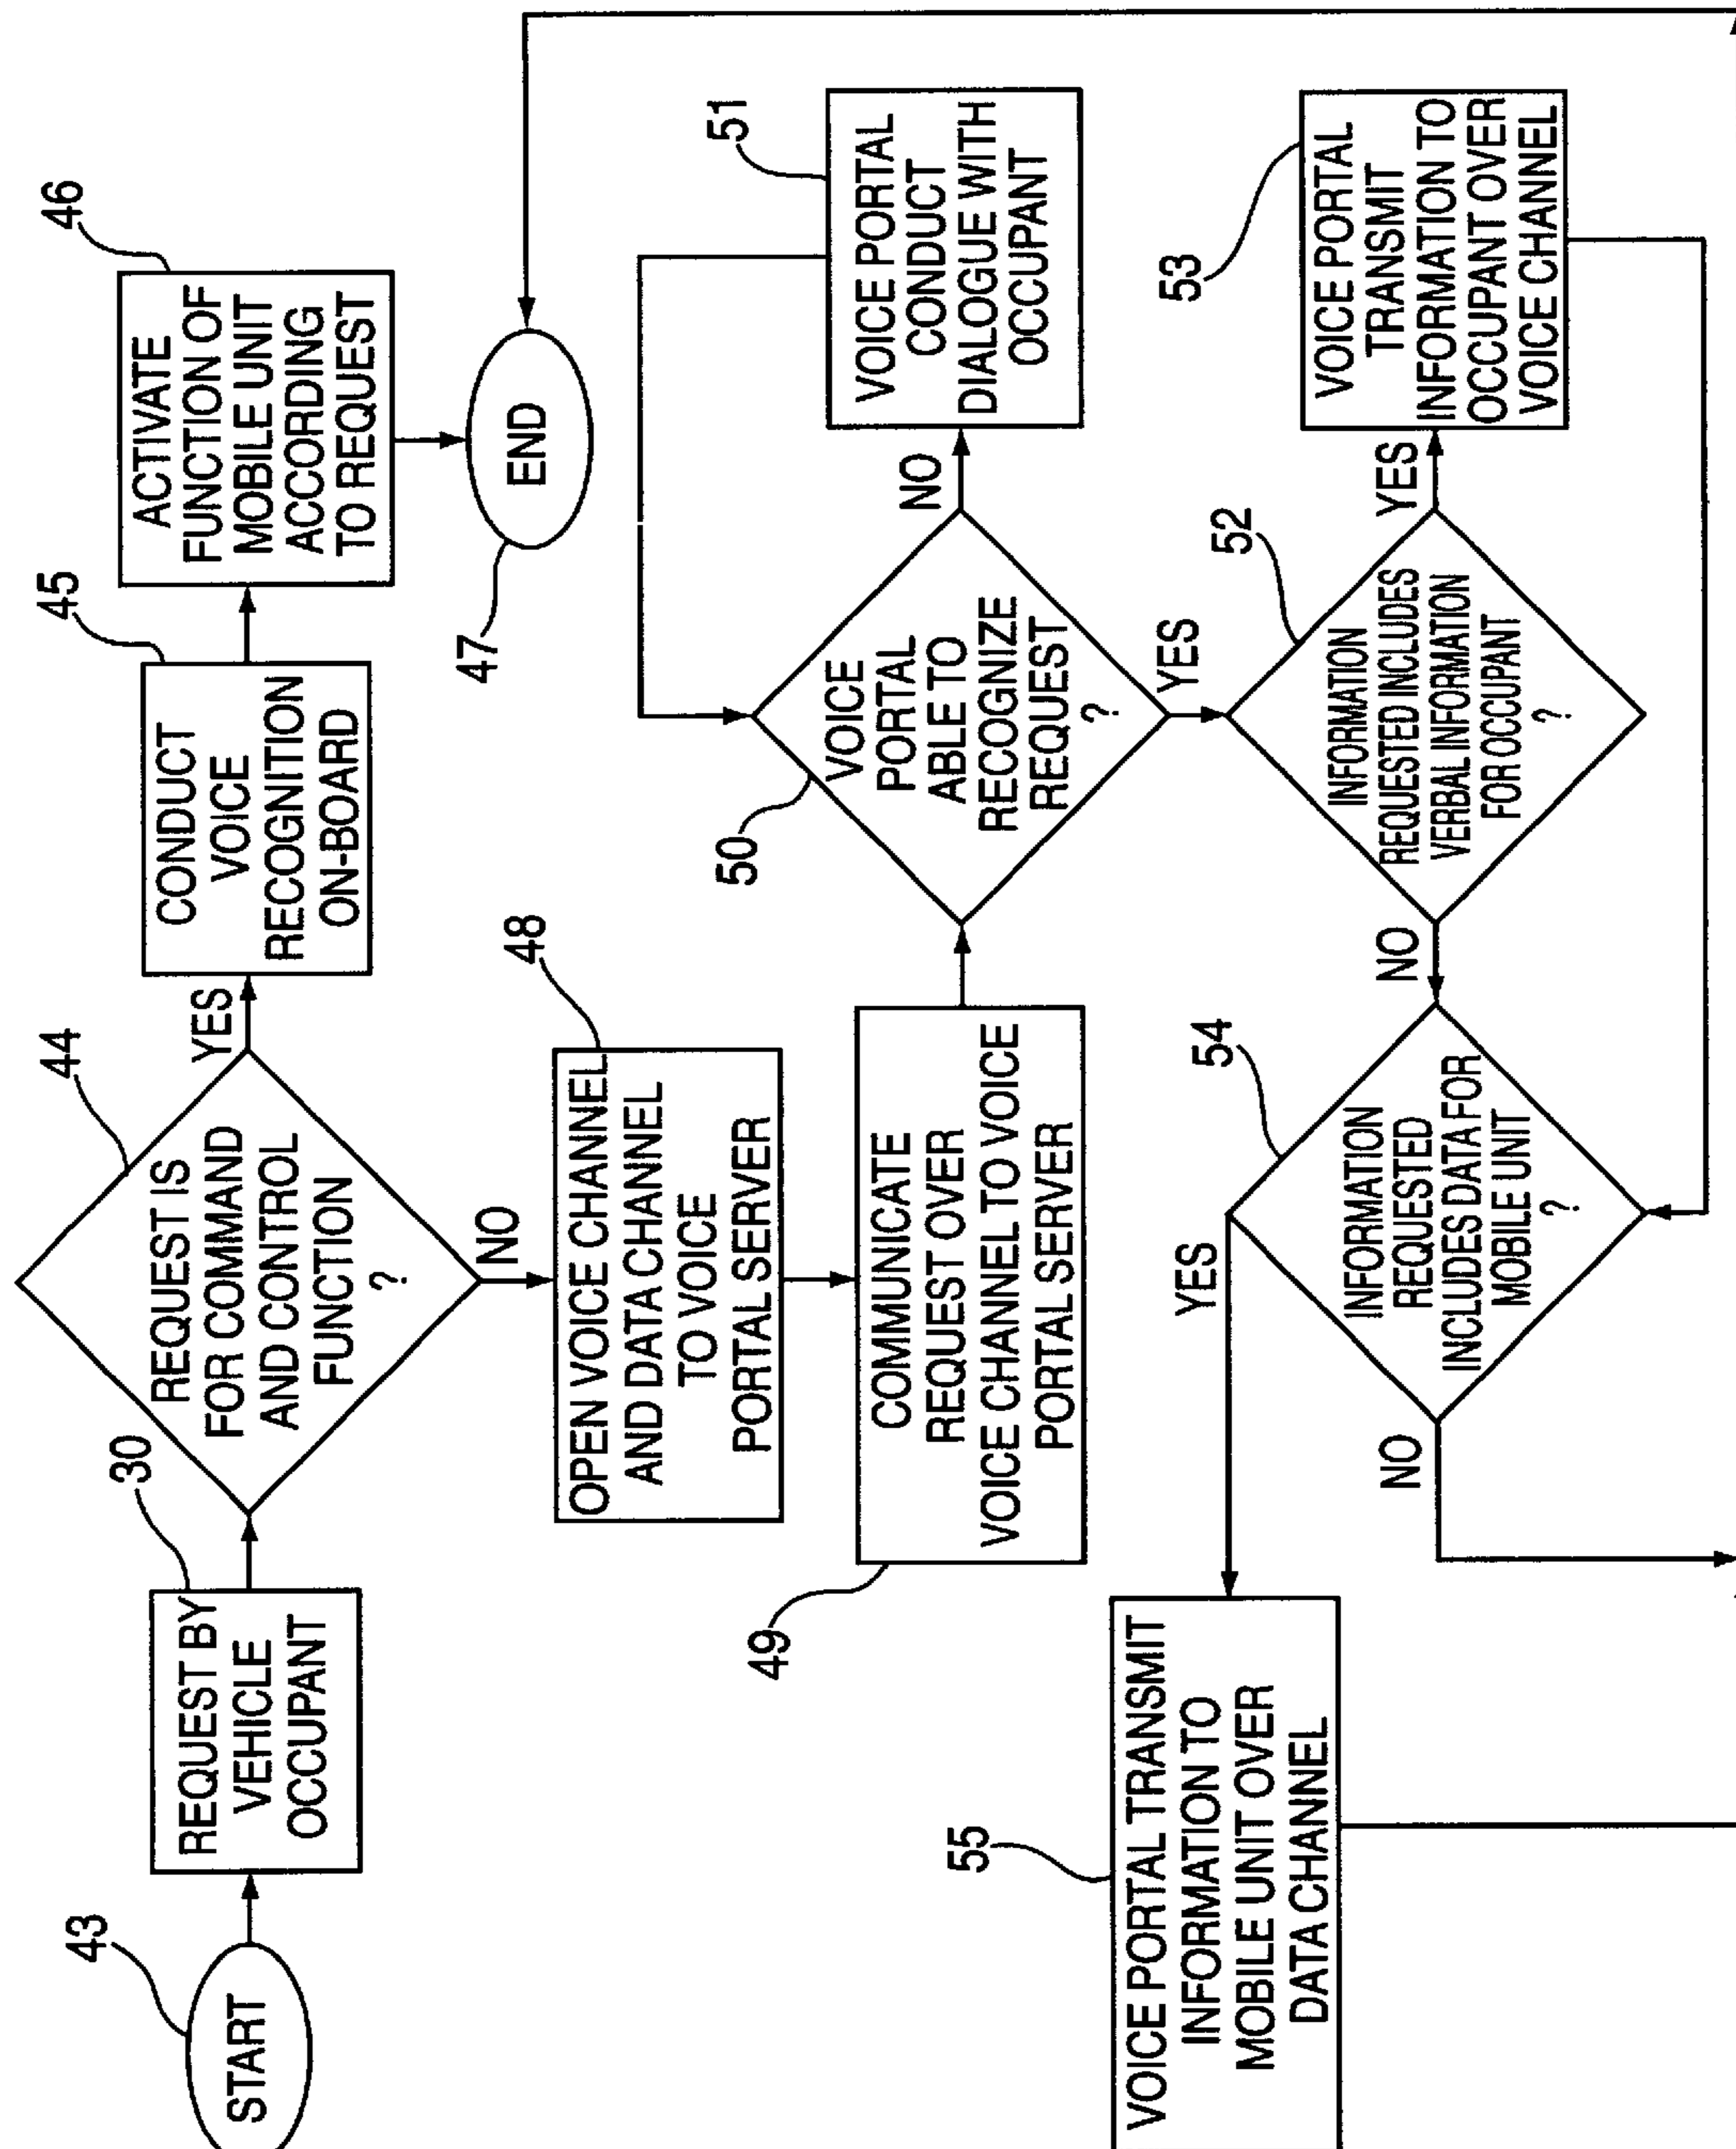 43
START
30
REQUEST BY
VEHICLE
OCCUPANT
44
REQUEST IS
FOR COMMAND
AND CONTROL
FUNCTION
?
YES
NO
45
CONDUCT
VOICE
RECOGNITION
ON-BOARD
46
ACTIVATE
FUNCTION OF
MOBILE UNIT
ACCORDING
TO REQUEST
47
END
48
OPEN VOICE CHANNEL
AND DATA CHANNEL
TO VOICE
PORTAL SERVER
49
COMMUNICATE
REQUEST OVER
VOICE CHANNEL TO VOICE
PORTAL SERVER
50
VOICE
PORTAL
ABLE TO
RECOGNIZE
REQUEST
?
NO
YES
51
VOICE PORTAL
CONDUCT
DIALOGUE WITH
OCCUPANT
52
INFORMATION
REQUESTED INCLUDES
VERBAL INFORMATION
FOR OCCUPANT
?
YES
NO
53
VOICE PORTAL
TRANSMIT
INFORMATION TO
OCCUPANT OVER
VOICE CHANNEL
54
INFORMATION
REQUESTED
INCLUDES DATA FOR
MOBILE UNIT
?
YES
NO
55
VOICE PORTAL TRANSMIT
INFORMATION TO
MOBILE UNIT OVER
DATA CHANNEL